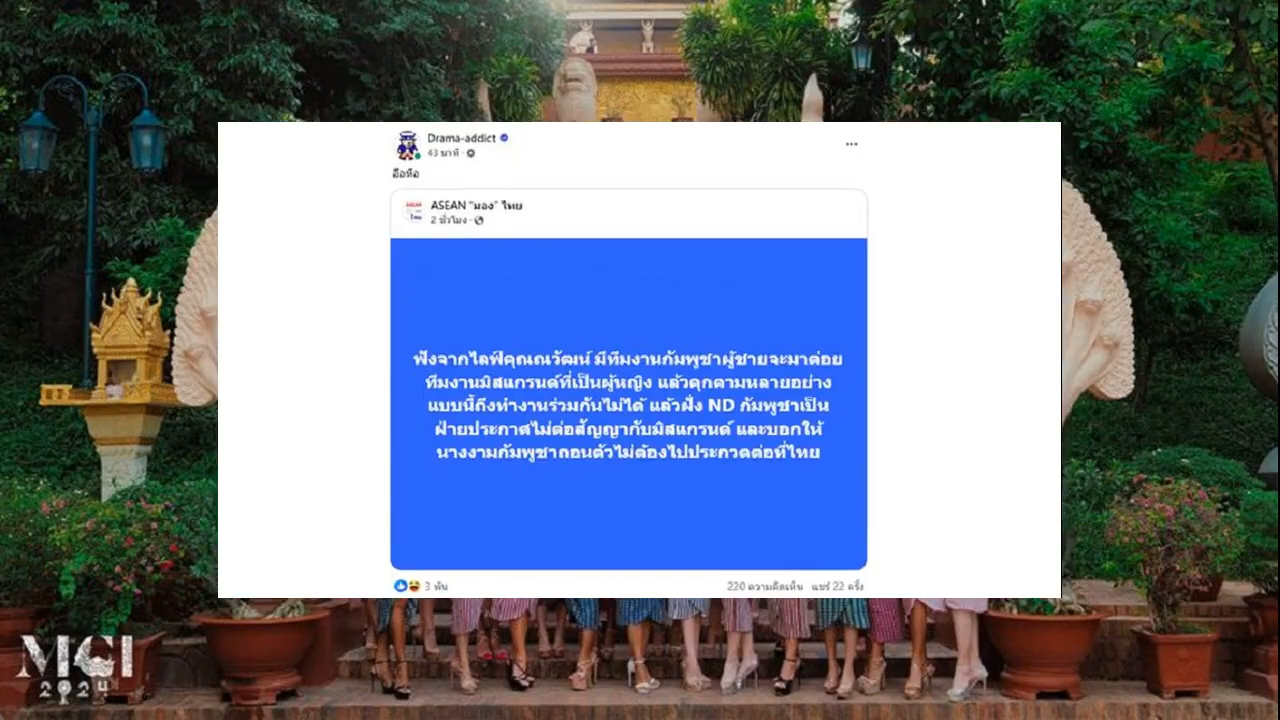 Drama-addict
43 นาที
อือหือ
ASEAN "มอง" ไทย
2 ชั่วโมง
ฟังจากไลฟ์คุณณวัฒน์ มีทีมงานกัมพูชาผู้ชายจะมาต่อย
ทีมงานมิสแกรนด์ที่เป็นผู้หญิง แล้วคุกคามหลายอย่าง
แบบนี้ถึงทำงานร่วมกันไม่ได้ แล้วฝั่ง ND กัมพูชาเป็น
ฝ่ายประกาศไม่ต่อสัญญากับมิสแกรนด์ และบอกให้
นางงามกัมพูชาถอนตัวไม่ต้องไปประกวดต่อที่ไทย
3 พัน
220 ความคิดเห็น แชร์ 22 ครั้ง
MGI
2024